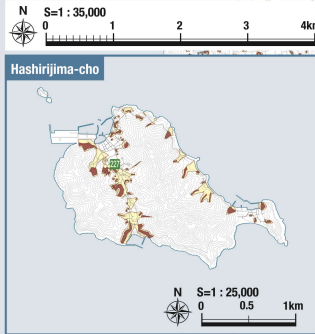 N S=1 : 35,000
0 1 2 3 4km
Hashirijima-cho
N S=1 : 25,000
0 0.5 1km